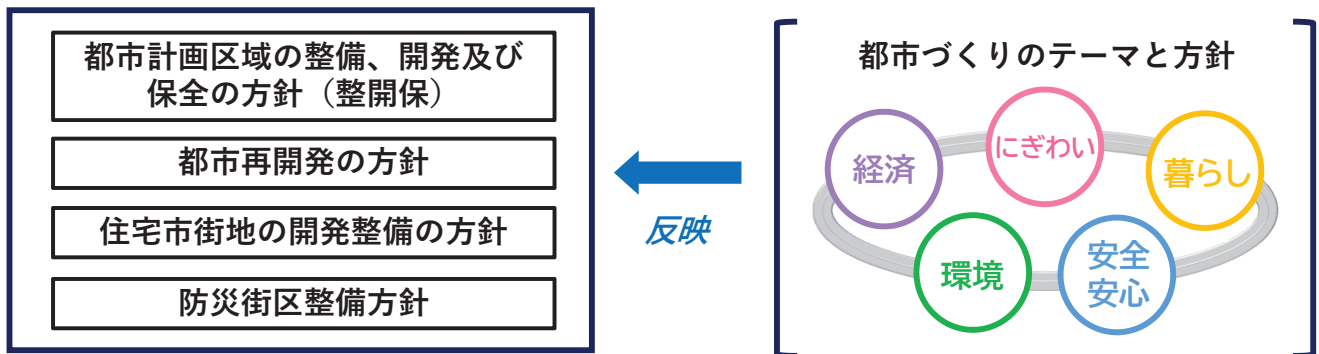 都市計画区域の整備、開発及び
保全の方針（整開保）
都市再開発の方針
住宅市街地の開発整備の方針
防災街区整備方針
反映
都市づくりのテーマと方針
経済
にぎわい
暮らし
環境
安全
安心